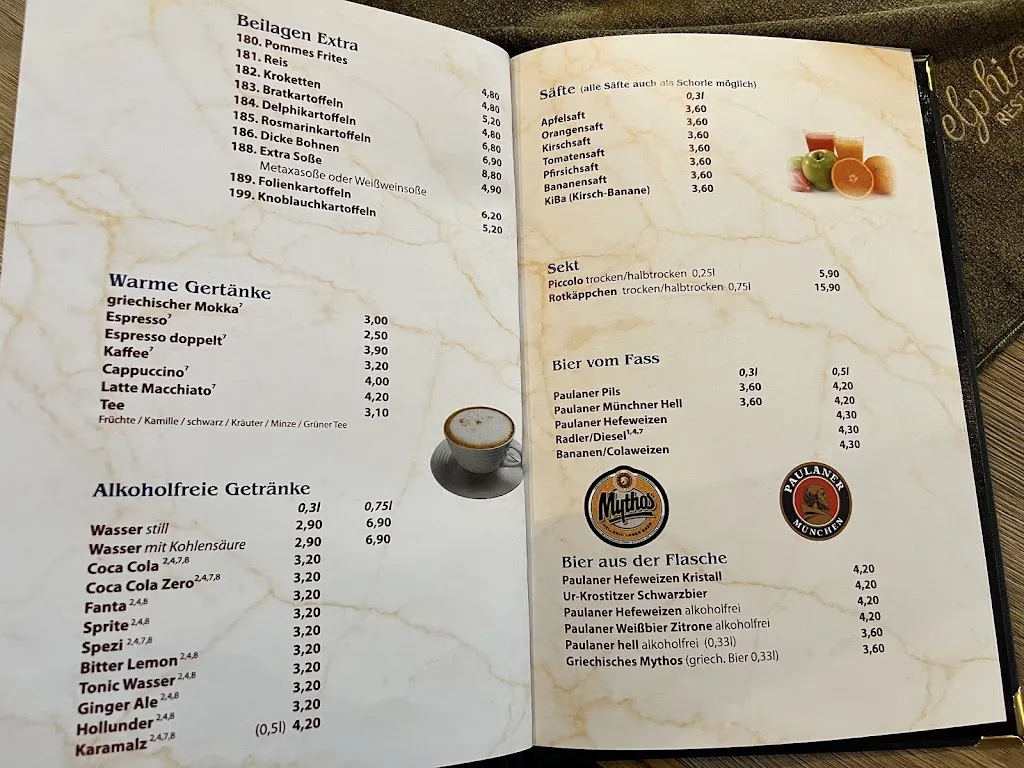 Beilagen Extra
180. Pommes Frites 4,80
181. Reis 4,80
182. Kroketten 5,20
183. Bratkartoffeln 4,80
184. Delphikartoffeln 6,80
185. Rosmarinkartoffeln 6,90
186. Dicke Bohnen 8,80
188. Extra Soße 4,90
Metaxasoße oder Weißweinsoße
189. Folienkartoffeln 6,20
199. Knoblauchkartoffeln 5,20
Warme Gertänke
griechischer Mokka⁷ 3,00
Espresso⁷ 2,50
Espresso doppelt⁷ 3,90
Kaffee⁷ 3,20
Cappuccino⁷ 4,00
Latte Macchiato⁷ 4,20
Tee 3,10
Früchte / Kamille / schwarz / Kräuter / Minze / Grüner Tee
Alkoholfreie Getränke
0,3l 0,75l
Wasser still 2,90 6,90
Wasser mit Kohlensäure 2,90 6,90
Coca Cola 2,4,7,8 3,20
Coca Cola Zero 2,4,7,8 3,20
Fanta 2,4,8 3,20
Sprite 2,4,8 3,20
Spezi 2,4,7,8 3,20
Bitter Lemon 2,4,8 3,20
Tonic Wasser 2,4,8 3,20
Ginger Ale 2,4,8 3,20
Hollunder 2,4,8 3,20
Karamalz 2,4,7,8 (0,5l) 4,20
Säfte (alle Säfte auch als Schorle möglich)
0,3l
Apfelsaft 3,60
Orangensaft 3,60
Kirschsaft 3,60
Tomatensaft 3,60
Pfirsichsaft 3,60
Bananensaft 3,60
KiBa (Kirsch-Banane) 3,60
Sekt
Piccolo trocken/halbtrocken 0,25l 5,90
Rotkäppchen trocken/halbtrocken 0,75l 15,90
Bier vom Fass
0,3l 0,5l
Paulaner Pils 3,60 4,20
Paulaner Münchner Hell 3,60 4,20
Paulaner Hefeweizen 4,30
Radler/Diesel 1,4,7 4,30
Bananen/Colaweizen 4,30
Mythos
HELLENIC LAGER BEER
PAULANER
MÜNCHEN
Bier aus der Flasche
Paulaner Hefeweizen Kristall 4,20
Ur-Krostitzer Schwarzbier 4,20
Paulaner Hefeweizen alkoholfrei 4,20
Paulaner Weißbier Zitrone alkoholfrei 4,20
Paulaner hell alkoholfrei (0,33l) 3,60
Griechisches Mythos (griech. Bier 0,33l) 3,60
elphi
REST